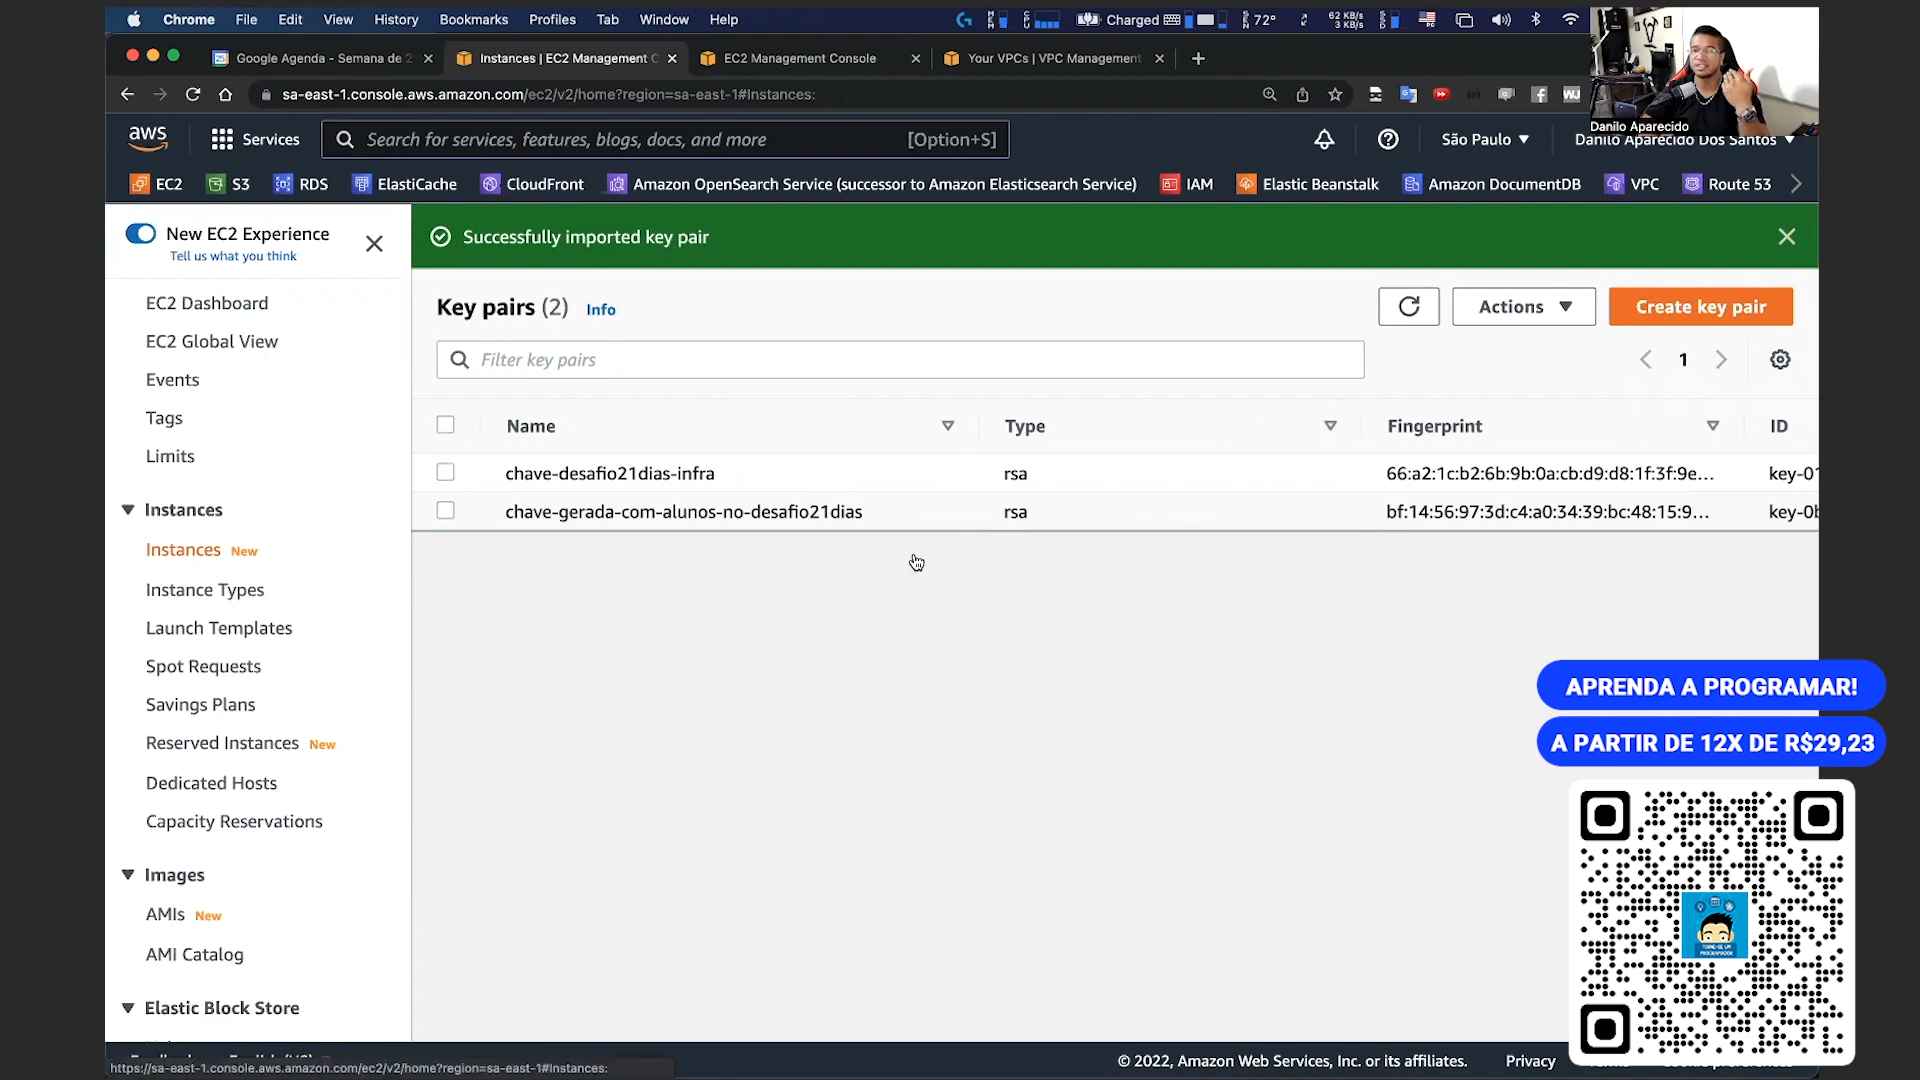 Chrome File Edit View History Bookmarks Profiles Tab Window Help
Charged 72° 62 KB/s 3 KB/s
Google Agenda - Semana de 2
Instances | EC2 Management C
EC2 Management Console
Your VPCs | VPC Management
sa-east-1.console.aws.amazon.com/ec2/v2/home?region=sa-east-1#Instances:
Danilo Aparecido
aws Services
Search for services, features, blogs, docs, and more [Option+S]
São Paulo
Danilo Aparecido Dos Santos
EC2 S3 RDS ElastiCache CloudFront Amazon OpenSearch Service (successor to Amazon Elasticsearch Service) IAM Elastic Beanstalk Amazon DocumentDB VPC Route 53
New EC2 Experience
Tell us what you think
EC2 Dashboard
EC2 Global View
Events
Tags
Limits
Instances
Instances New
Instance Types
Launch Templates
Spot Requests
Savings Plans
Reserved Instances New
Dedicated Hosts
Capacity Reservations
Images
AMIs New
AMI Catalog
Elastic Block Store
Successfully imported key pair
Key pairs (2) Info
Actions
Create key pair
Filter key pairs
1
Name Type Fingerprint ID
chave-desafio21dias-infra rsa 66:a2:1c:b2:6b:9b:0a:cb:d9:d8:1f:3f:9e... key-01
chave-gerada-com-alunos-no-desafio21dias rsa bf:14:56:97:3d:c4:a0:34:39:bc:48:15:9... key-0b
APRENDA A PROGRAMAR!
A PARTIR DE 12X DE R$29,23
https://sa-east-1.console.aws.amazon.com/ec2/v2/home?region=sa-east-1#Instances:
© 2022, Amazon Web Services, Inc. or its affiliates. Privacy